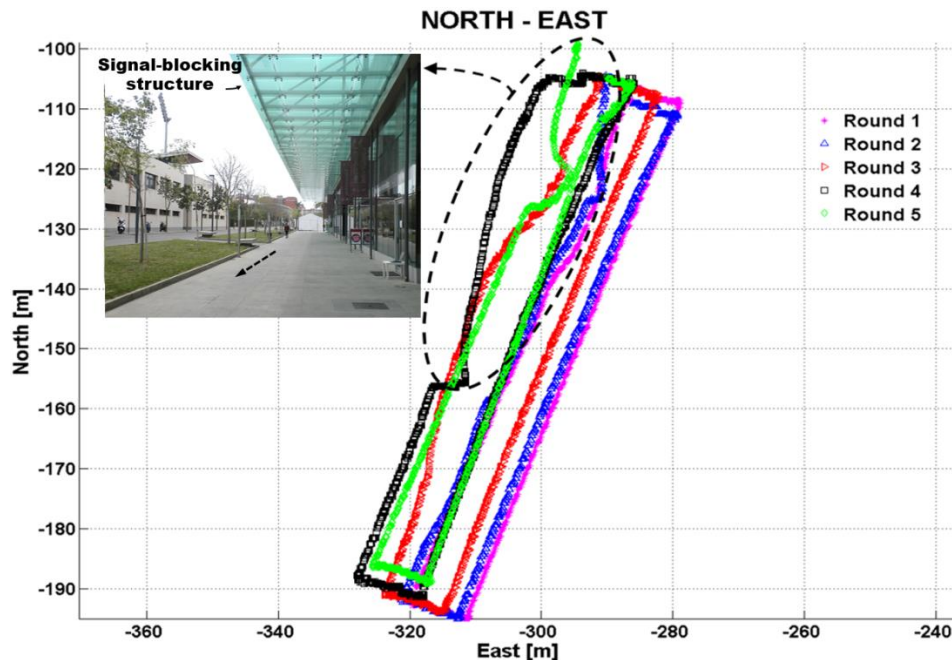 NORTH - EAST
Signal-blocking
structure
Round 1
Round 2
Round 3
Round 4
Round 5
North [m]
-100
-110
-120
-130
-140
-150
-160
-170
-180
-190
-360
-340
-320
-300
-280
-260
-240
East [m]